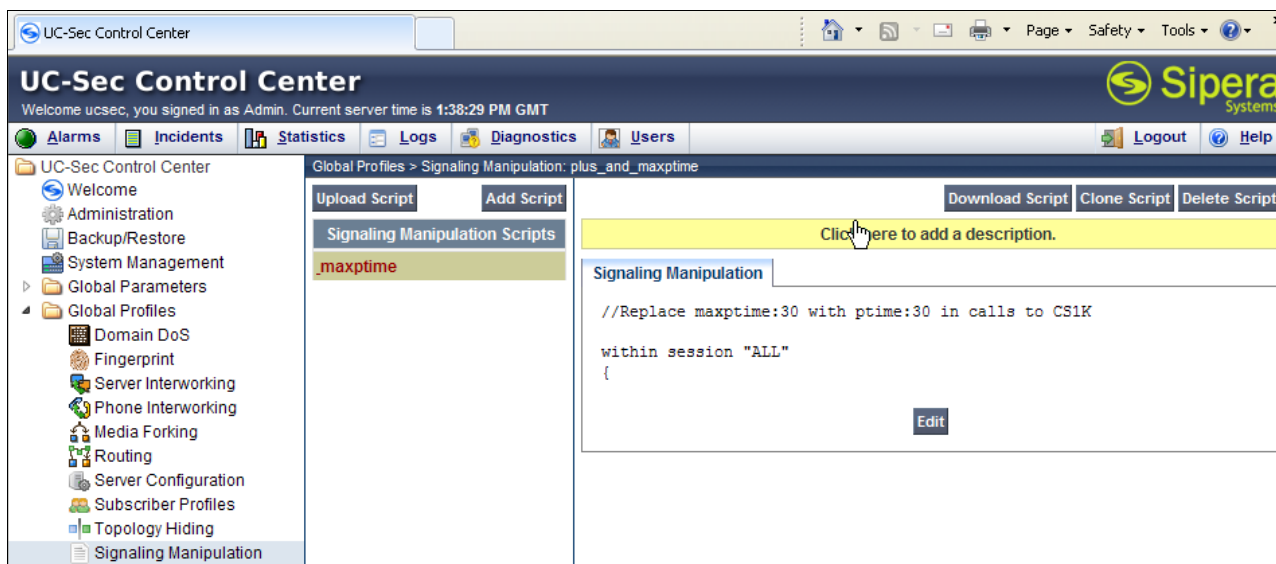 UC-Sec Control Center
Page Safety Tools
UC-Sec Control Center
Sipera
Systems
Welcome ucsec, you signed in as Admin. Current server time is 1:38:29 PM GMT
Alarms Incidents Statistics Logs Diagnostics Users Logout Help
UC-Sec Control Center
Welcome
Administration
Backup/Restore
System Management
Global Parameters
Global Profiles
Domain DoS
Fingerprint
Server Interworking
Phone Interworking
Media Forking
Routing
Server Configuration
Subscriber Profiles
Topology Hiding
Signaling Manipulation
Global Profiles > Signaling Manipulation: plus_and_maxptime
Upload Script Add Script
Signaling Manipulation Scripts
_maxptime
Download Script Clone Script Delete Script
Click here to add a description.
Signaling Manipulation
//Replace maxptime:30 with ptime:30 in calls to CS1K
within session "ALL"
{
Edit